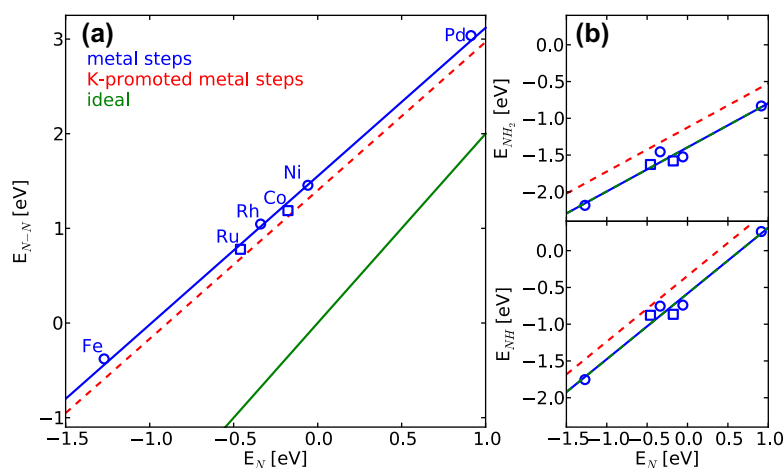 (a)
metal steps
K-promoted metal steps
ideal
Pd
Ni
Co
Rh
Ru
Fe
3
2
1
0
−1
E_{N−N} [eV]
−1.5 −1.0 −0.5 0.0 0.5 1.0
E_N [eV]
(b)
0.0
−0.5
−1.0
−1.5
−2.0
E_{NH_2} [eV]
0.0
−0.5
−1.0
−1.5
−2.0
E_{NH} [eV]
−1.5 −1.0 −0.5 0.0 0.5 1.0
E_N [eV]